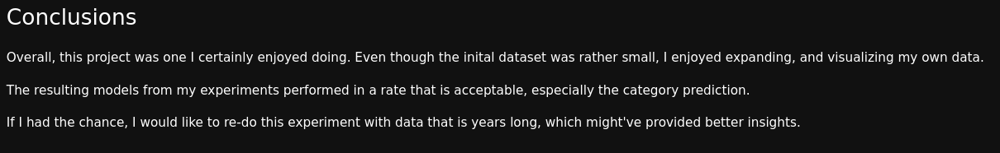 Conclusions
Overall, this project was one I certainly enjoyed doing. Even though the inital dataset was rather small, I enjoyed expanding, and visualizing my own data.
The resulting models from my experiments performed in a rate that is acceptable, especially the category prediction.
If I had the chance, I would like to re-do this experiment with data that is years long, which might've provided better insights.